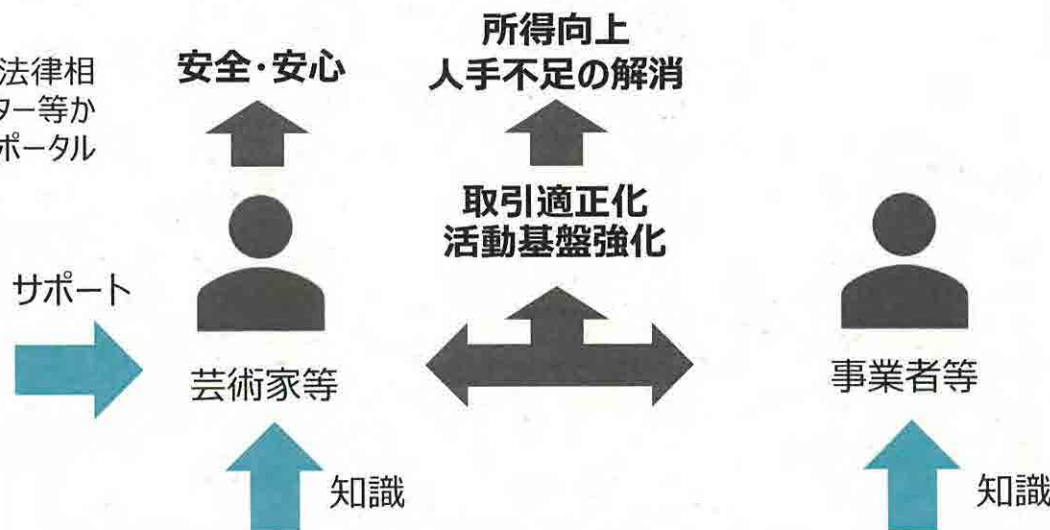 法律相
ター等か
ポータル
安全・安心
所得向上
人手不足の解消
取引適正化
活動基盤強化
サポート
芸術家等
事業者等
知識
知識